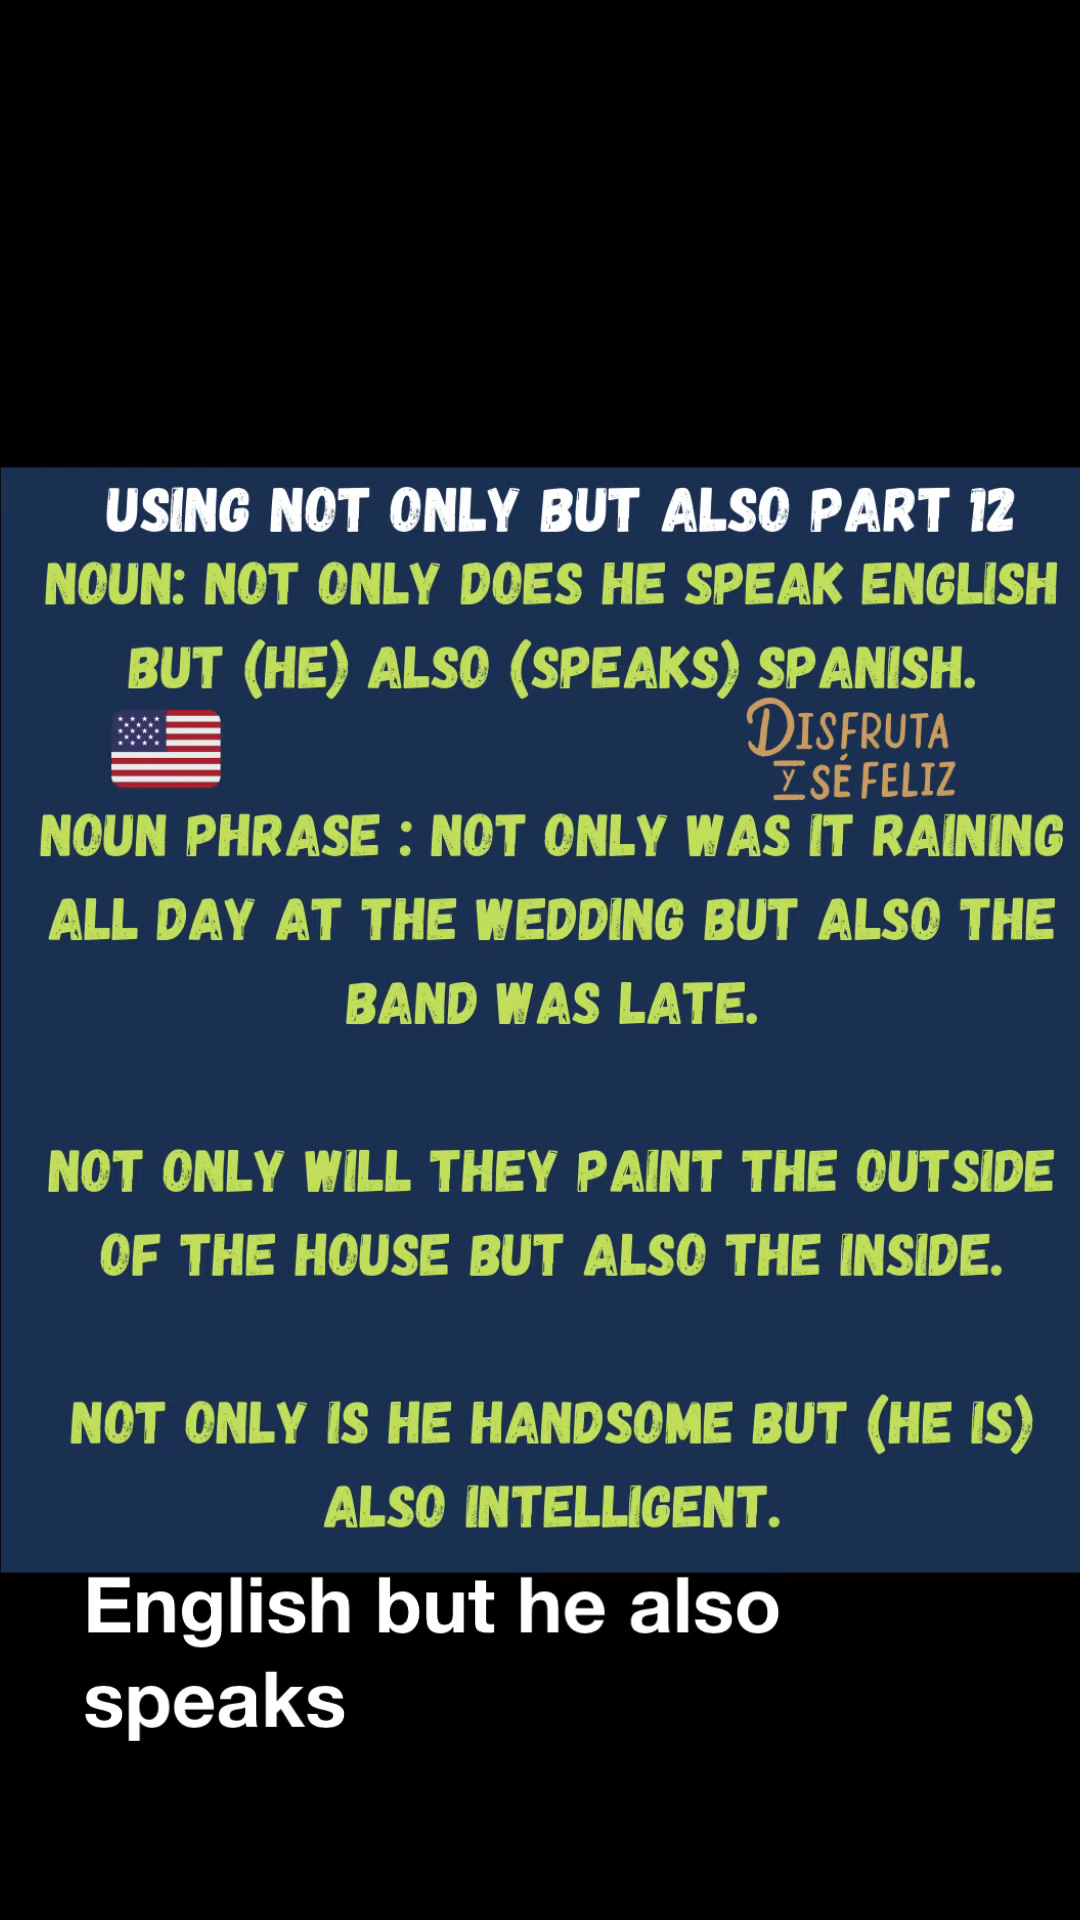 USING NOT ONLY BUT ALSO PART 12
NOUN: NOT ONLY DOES HE SPEAK ENGLISH
BUT (HE) ALSO (SPEAKS) SPANISH.
DISFRUTA
Y SÉ FELIZ
NOUN PHRASE : NOT ONLY WAS IT RAINING
ALL DAY AT THE WEDDING BUT ALSO THE
BAND WAS LATE.
NOT ONLY WILL THEY PAINT THE OUTSIDE
OF THE HOUSE BUT ALSO THE INSIDE.
NOT ONLY IS HE HANDSOME BUT (HE IS)
ALSO INTELLIGENT.
English but he also
speaks